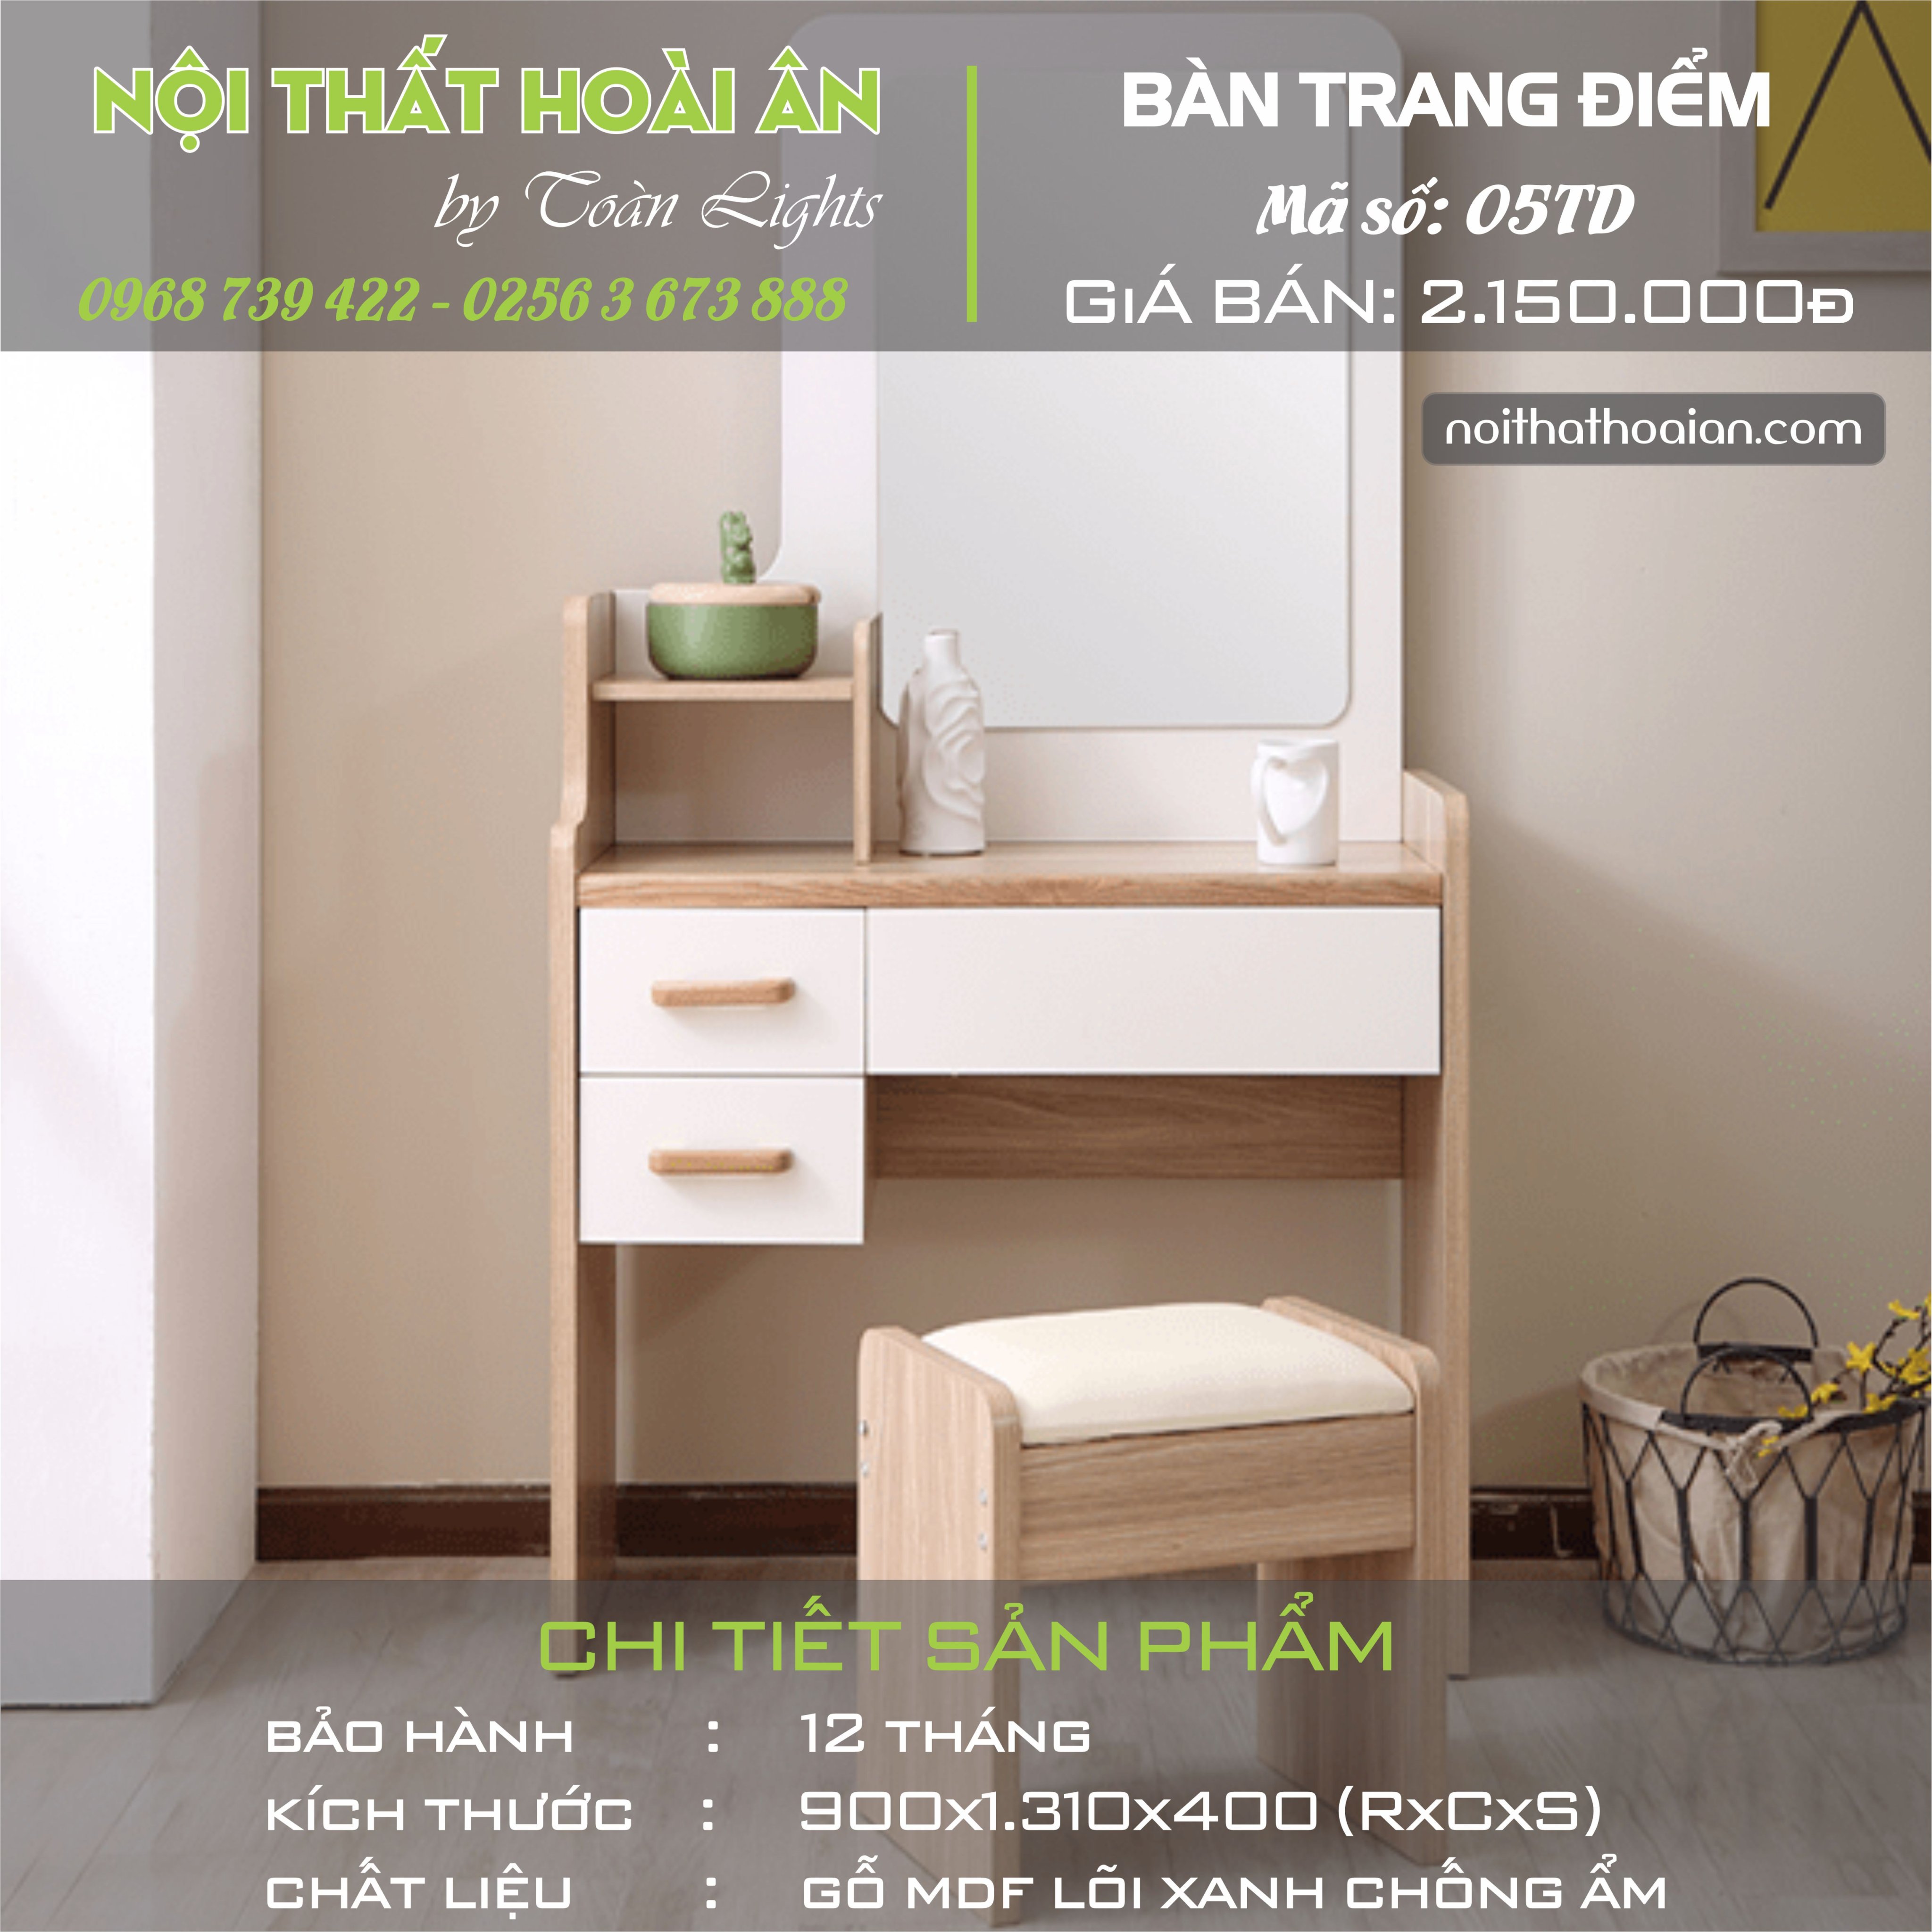 NỘI THẤT HOÀI ÂN
by Toàn Lights
0968 739 422 - 0256 3 673 888
BÀN TRANG ĐIỂM
Mã số: 05TD
GIÁ BÁN: 2.150.000Đ
noithathoaian.com
CHI TIẾT SẢN PHẨM
BẢO HÀNH : 12 THÁNG
KÍCH THƯỚC : 900x1.310x400 (RxCxS)
CHẤT LIỆU : GỖ MDF LÕI XANH CHỐNG ẨM